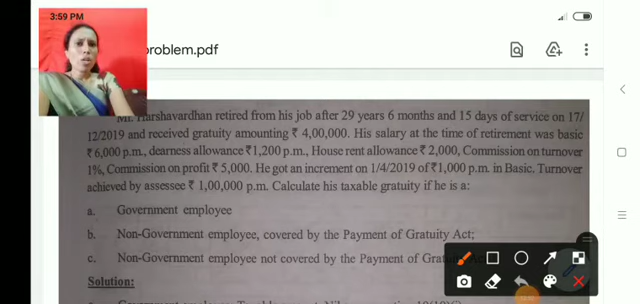 3:59 PM
problem.pdf
Mr. Harshavardhan retired from his job after 29 years 6 months and 15 days of service on 17/
12/2019 and received gratuity amounting ₹ 4,00,000. His salary at the time of retirement was basic
₹ 6,000 p.m., dearness allowance ₹ 1,200 p.m., House rent allowance ₹ 2,000, Commission on turnover
1%, Commission on profit ₹ 5,000. He got an increment on 1/4/2019 of ₹ 1,000 p.m. in Basic. Turnover
achieved by assessee ₹ 1,00,000 p.m. Calculate his taxable gratuity if he is a:
a. Government employee
b. Non-Government employee, covered by the Payment of Gratuity Act;
c. Non-Government employee not covered by the Payment of
Solution: